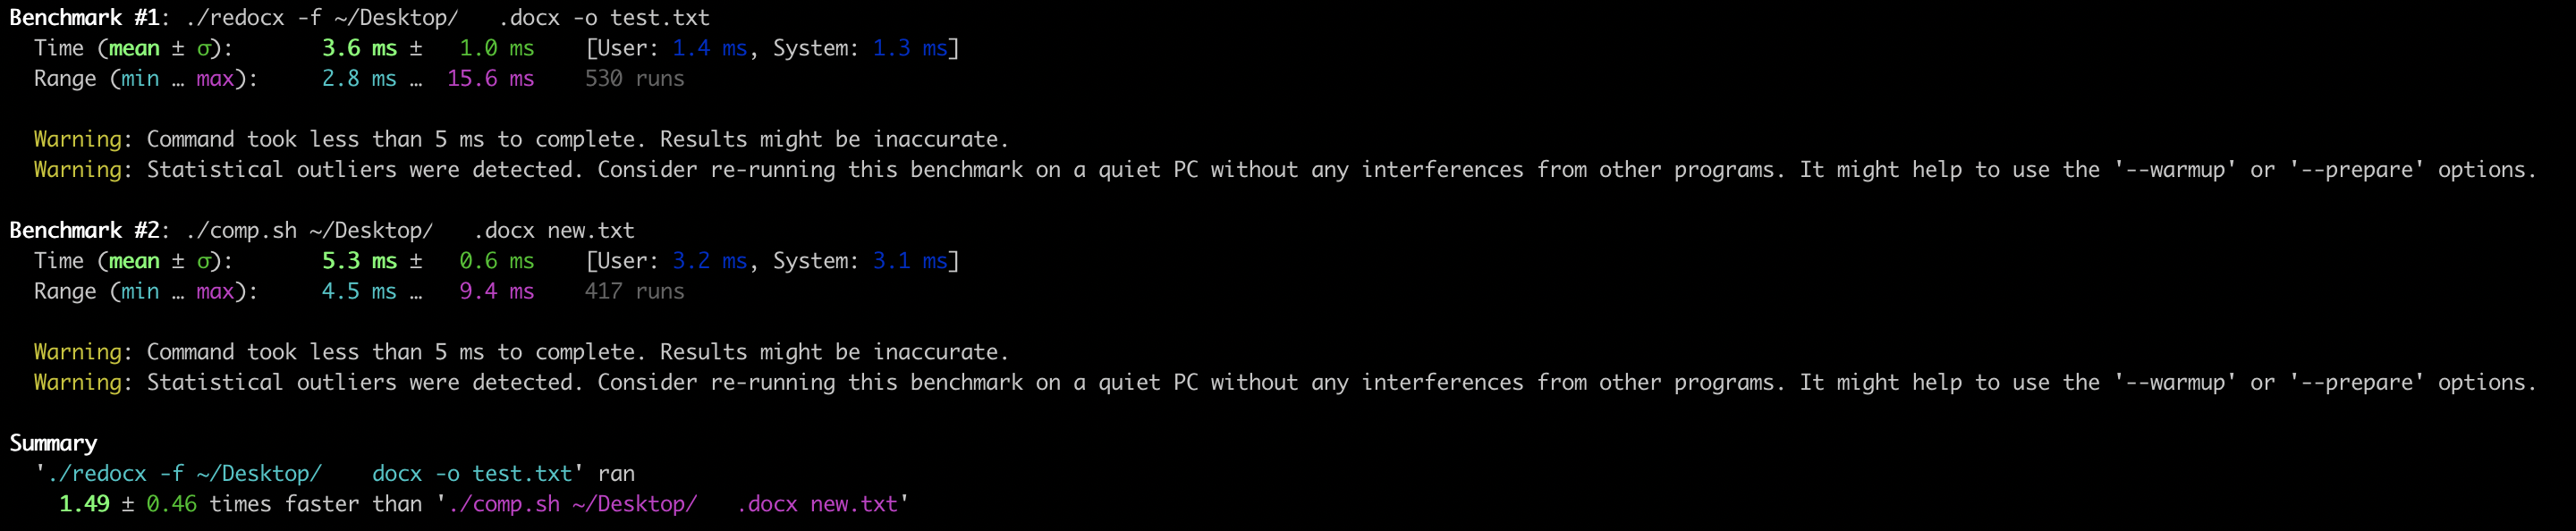 Benchmark #1: ./redocx -f ~/Desktop/   .docx -o test.txt
  Time (mean ± σ):       3.6 ms ±   1.0 ms    [User: 1.4 ms, System: 1.3 ms]
  Range (min … max):     2.8 ms …  15.6 ms    530 runs

  Warning: Command took less than 5 ms to complete. Results might be inaccurate.
  Warning: Statistical outliers were detected. Consider re-running this benchmark on a quiet PC without any interferences from other programs. It might help to use the '--warmup' or '--prepare' options.

Benchmark #2: ./comp.sh ~/Desktop/   .docx new.txt
  Time (mean ± σ):       5.3 ms ±   0.6 ms    [User: 3.2 ms, System: 3.1 ms]
  Range (min … max):     4.5 ms …   9.4 ms    417 runs

  Warning: Command took less than 5 ms to complete. Results might be inaccurate.
  Warning: Statistical outliers were detected. Consider re-running this benchmark on a quiet PC without any interferences from other programs. It might help to use the '--warmup' or '--prepare' options.

Summary
  './redocx -f ~/Desktop/    docx -o test.txt' ran
    1.49 ± 0.46 times faster than './comp.sh ~/Desktop/   .docx new.txt'